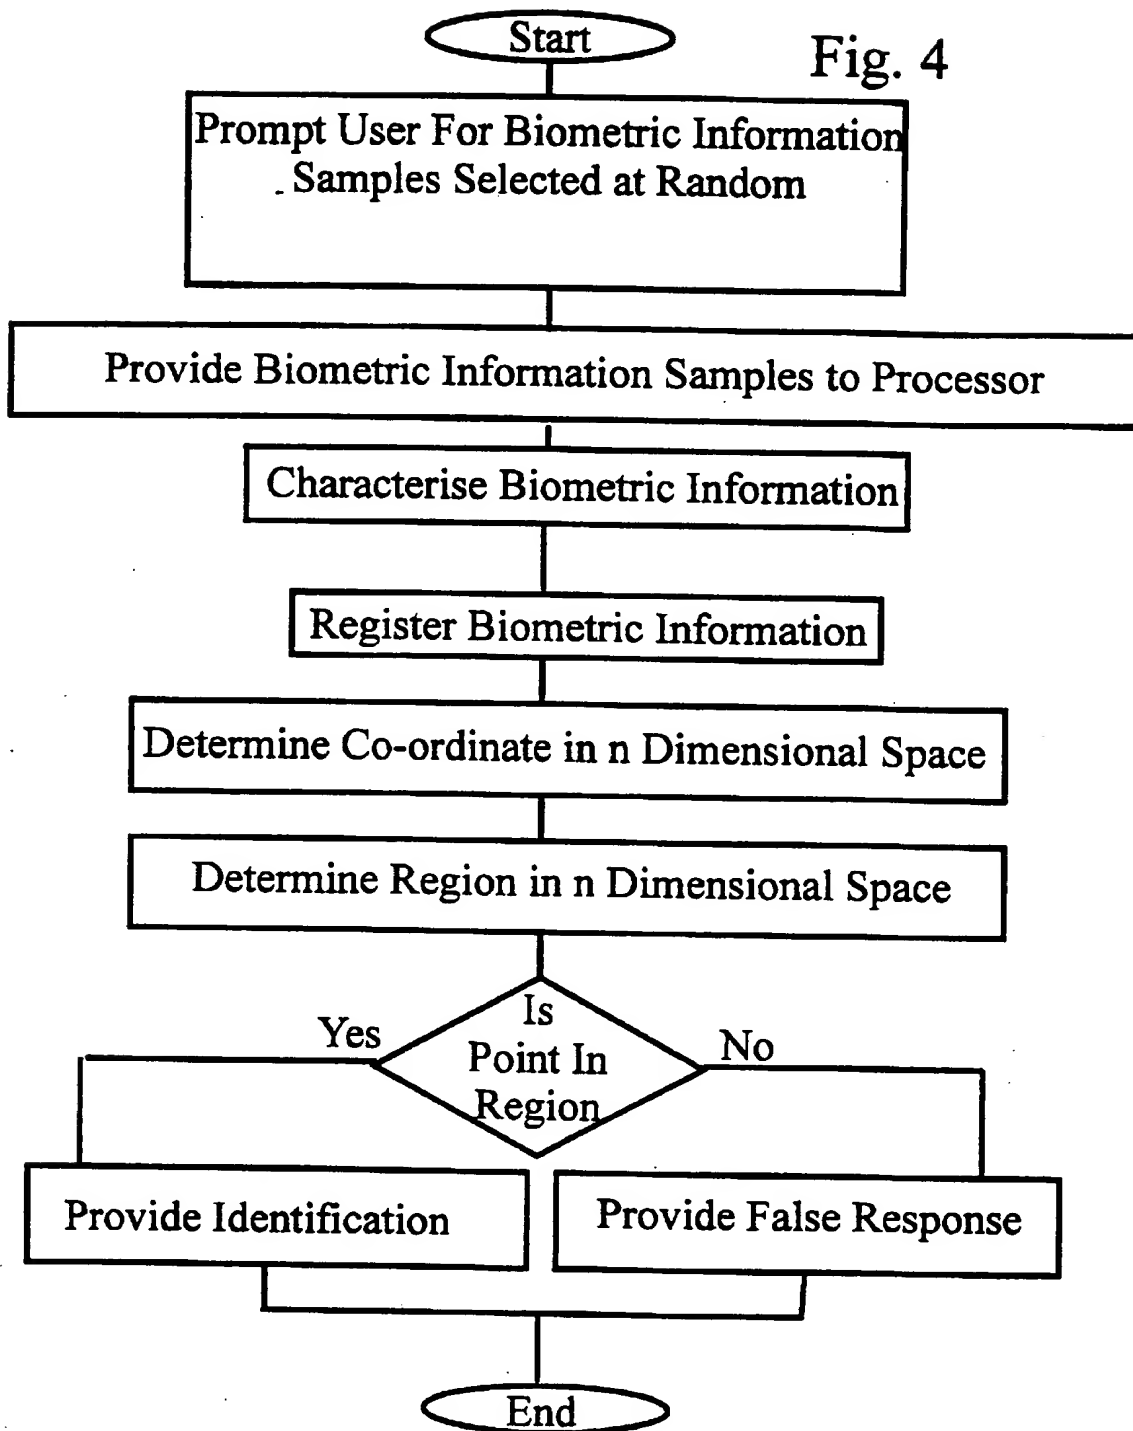 Start
Fig. 4
Prompt User For Biometric Information
Samples Selected at Random
Provide Biometric Information Samples to Processor
Characterise Biometric Information
Register Biometric Information
Determine Co-ordinate in n Dimensional Space
Determine Region in n Dimensional Space
Is
Point In
Region
Yes
No
Provide Identification
Provide False Response
End